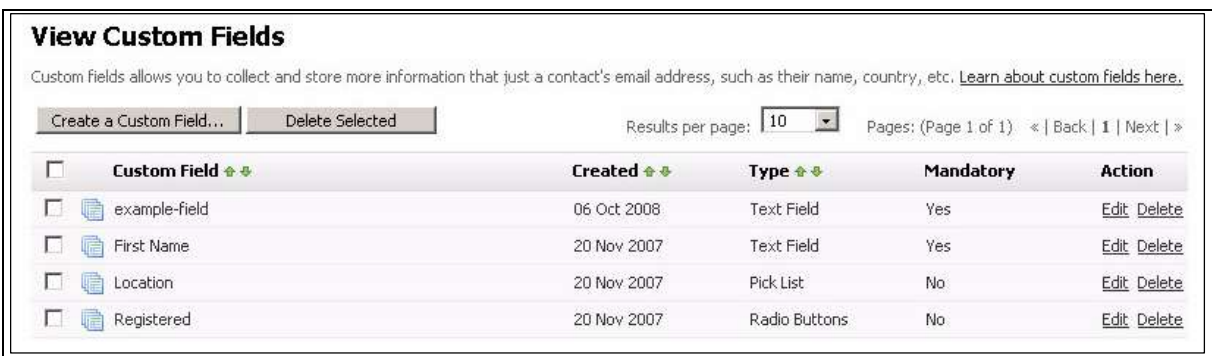 View Custom Fields
Custom fields allows you to collect and store more information that just a contact's email address, such as their name, country, etc. Learn about custom fields here.
Create a Custom Field... Delete Selected Results per page: 10 Pages: (Page 1 of 1) « | Back | 1 | Next | »
Custom Field Created Type Mandatory Action
example-field 06 Oct 2008 Text Field Yes Edit Delete
First Name 20 Nov 2007 Text Field Yes Edit Delete
Location 20 Nov 2007 Pick List No Edit Delete
Registered 20 Nov 2007 Radio Buttons No Edit Delete